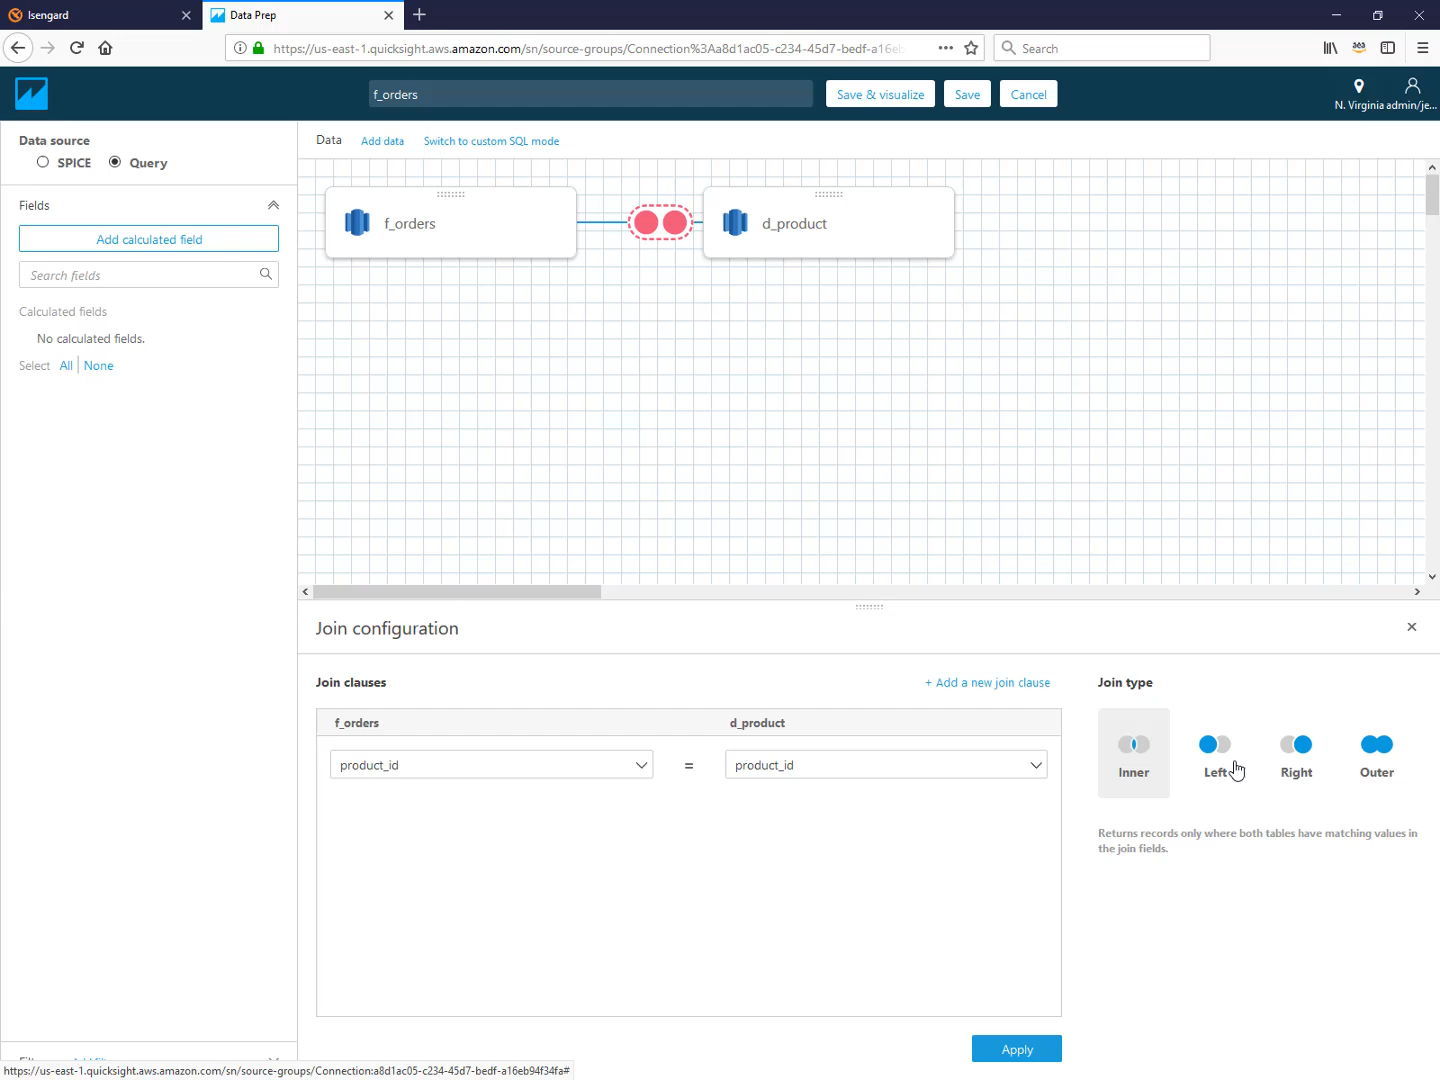 Isengard
Data Prep
https://us-east-1.quicksight.aws.amazon.com/sn/source-groups/Connection%3Aa8d1ac05-c234-45d7-bedf-a16eb
Search
f_orders
Save & visualize
Save
Cancel
N. Virginia admin/je...
Data source
SPICE
Query
Data
Add data
Switch to custom SQL mode
Fields
Add calculated field
Search fields
Calculated fields
No calculated fields.
Select All None
f_orders
d_product
Join configuration
Join clauses
+ Add a new join clause
f_orders
d_product
product_id
=
product_id
Join type
Inner
Left
Right
Outer
Returns records only where both tables have matching values in
the join fields.
Apply
https://us-east-1.quicksight.aws.amazon.com/sn/source-groups/Connection:a8d1ac05-c234-45d7-bedf-a16eb94f34fa#